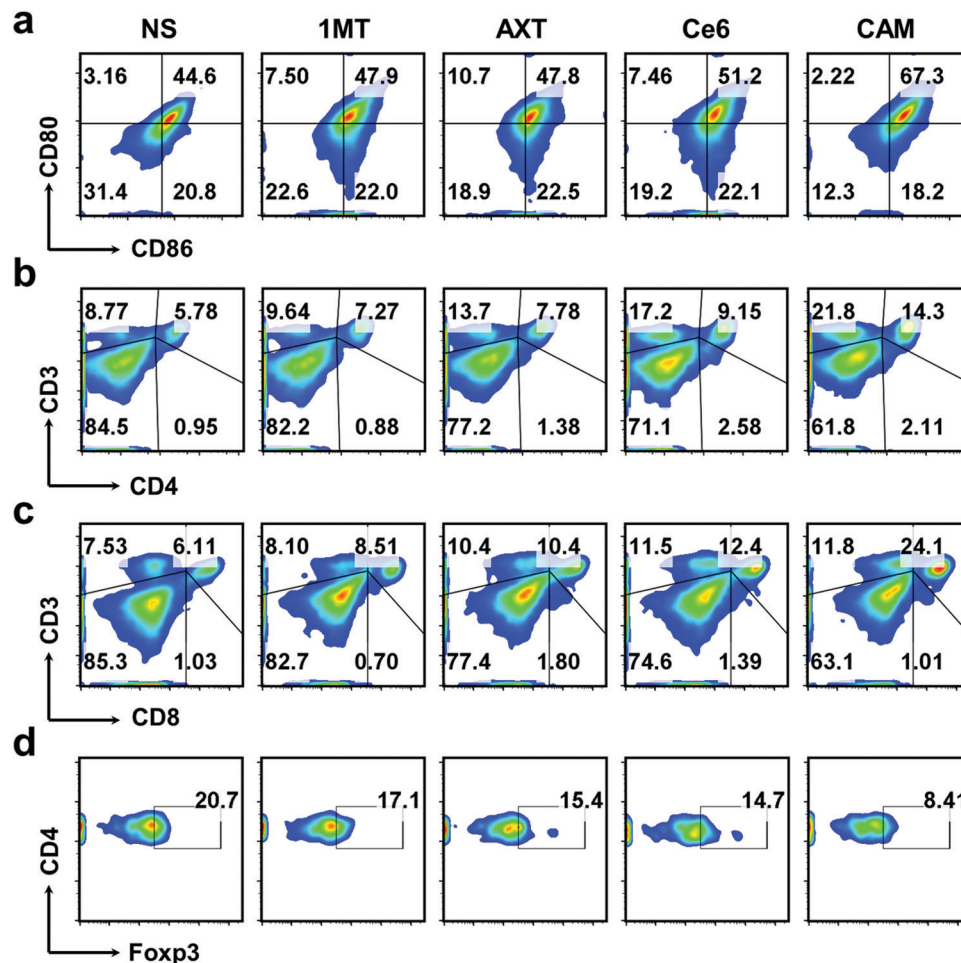 a
NS 1MT AXT Ce6 CAM
3.16 44.6 7.50 47.9 10.7 47.8 7.46 51.2 2.22 67.3
CD80
31.4 20.8 22.6 22.0 18.9 22.5 19.2 22.1 12.3 18.2
CD86
b
8.77 5.78 9.64 7.27 13.7 7.78 17.2 9.15 21.8 14.3
CD3
84.5 0.95 82.2 0.88 77.2 1.38 71.1 2.58 61.8 2.11
CD4
c
7.53 6.11 8.10 8.51 10.4 10.4 11.5 12.4 11.8 24.1
CD3
85.3 1.03 82.7 0.70 77.4 1.80 74.6 1.39 63.1 1.01
CD8
d
20.7 17.1 15.4 14.7 8.41
CD4
Foxp3